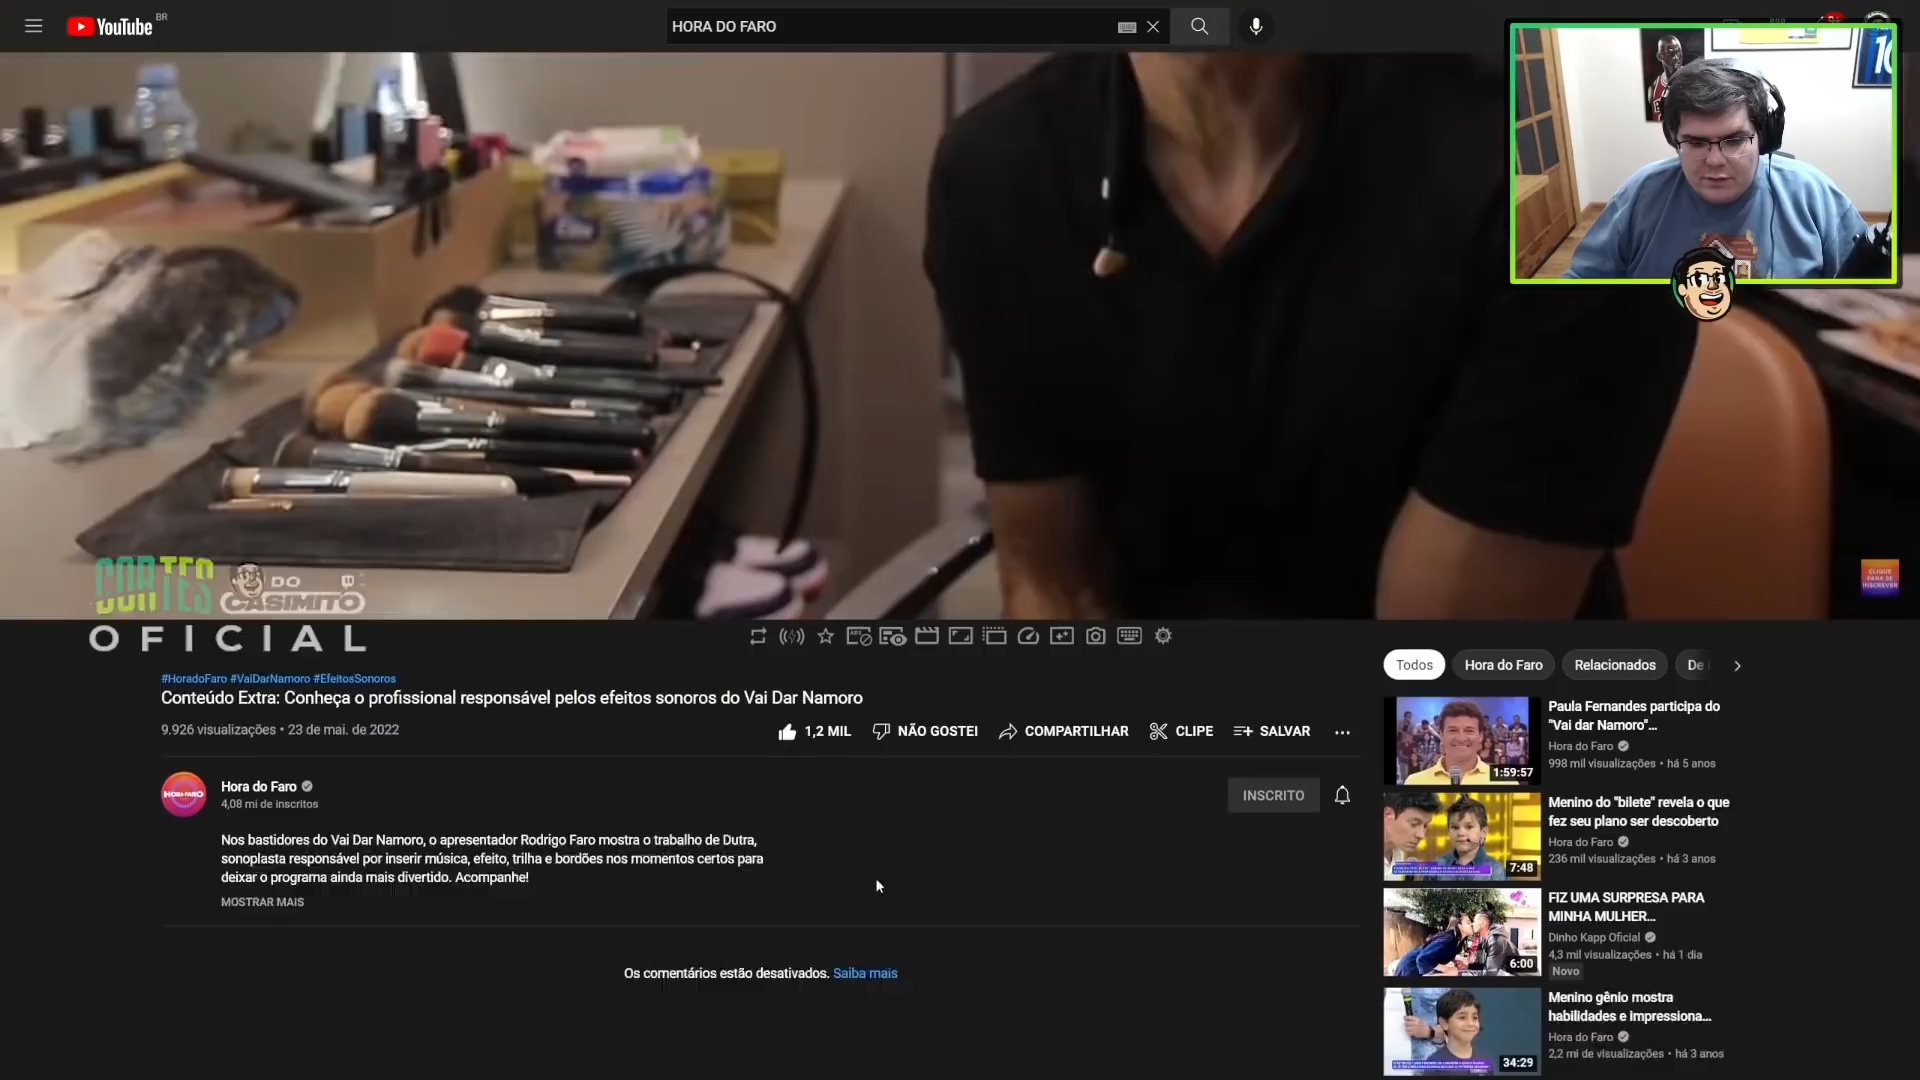 YouTube BR
HORA DO FARO
CLIQUE
PARA SE
INSCREVER
CORTES DO CASIMITO
OFICIAL
#HoradoFaro #VaiDarNamoro #EfeitosSonoros
Conteúdo Extra: Conheça o profissional responsável pelos efeitos sonoros do Vai Dar Namoro
9.926 visualizações • 23 de mai. de 2022
1,2 MIL NÃO GOSTEI COMPARTILHAR CLIPE SALVAR
HORA DO FARO
Hora do Faro
4,08 mi de inscritos
INSCRITO
Nos bastidores do Vai Dar Namoro, o apresentador Rodrigo Faro mostra o trabalho de Dutra,
sonoplasta responsável por inserir música, efeito, trilha e bordões nos momentos certos para
deixar o programa ainda mais divertido. Acompanhe!
MOSTRAR MAIS
Os comentários estão desativados. Saiba mais
Todos Hora do Faro Relacionados De
1:59:57
Paula Fernandes participa do
"Vai dar Namoro"...
Hora do Faro
998 mil visualizações • há 5 anos
7:48
Menino do "bilete" revela o que
fez seu plano ser descoberto
Hora do Faro
236 mil visualizações • há 3 anos
6:00
FIZ UMA SURPRESA PARA
MINHA MULHER...
Dinho Kapp Oficial
4,3 mil visualizações • há 1 dia
Novo
34:29
Menino gênio mostra
habilidades e impressiona...
Hora do Faro
2,2 mi de visualizações • há 3 anos